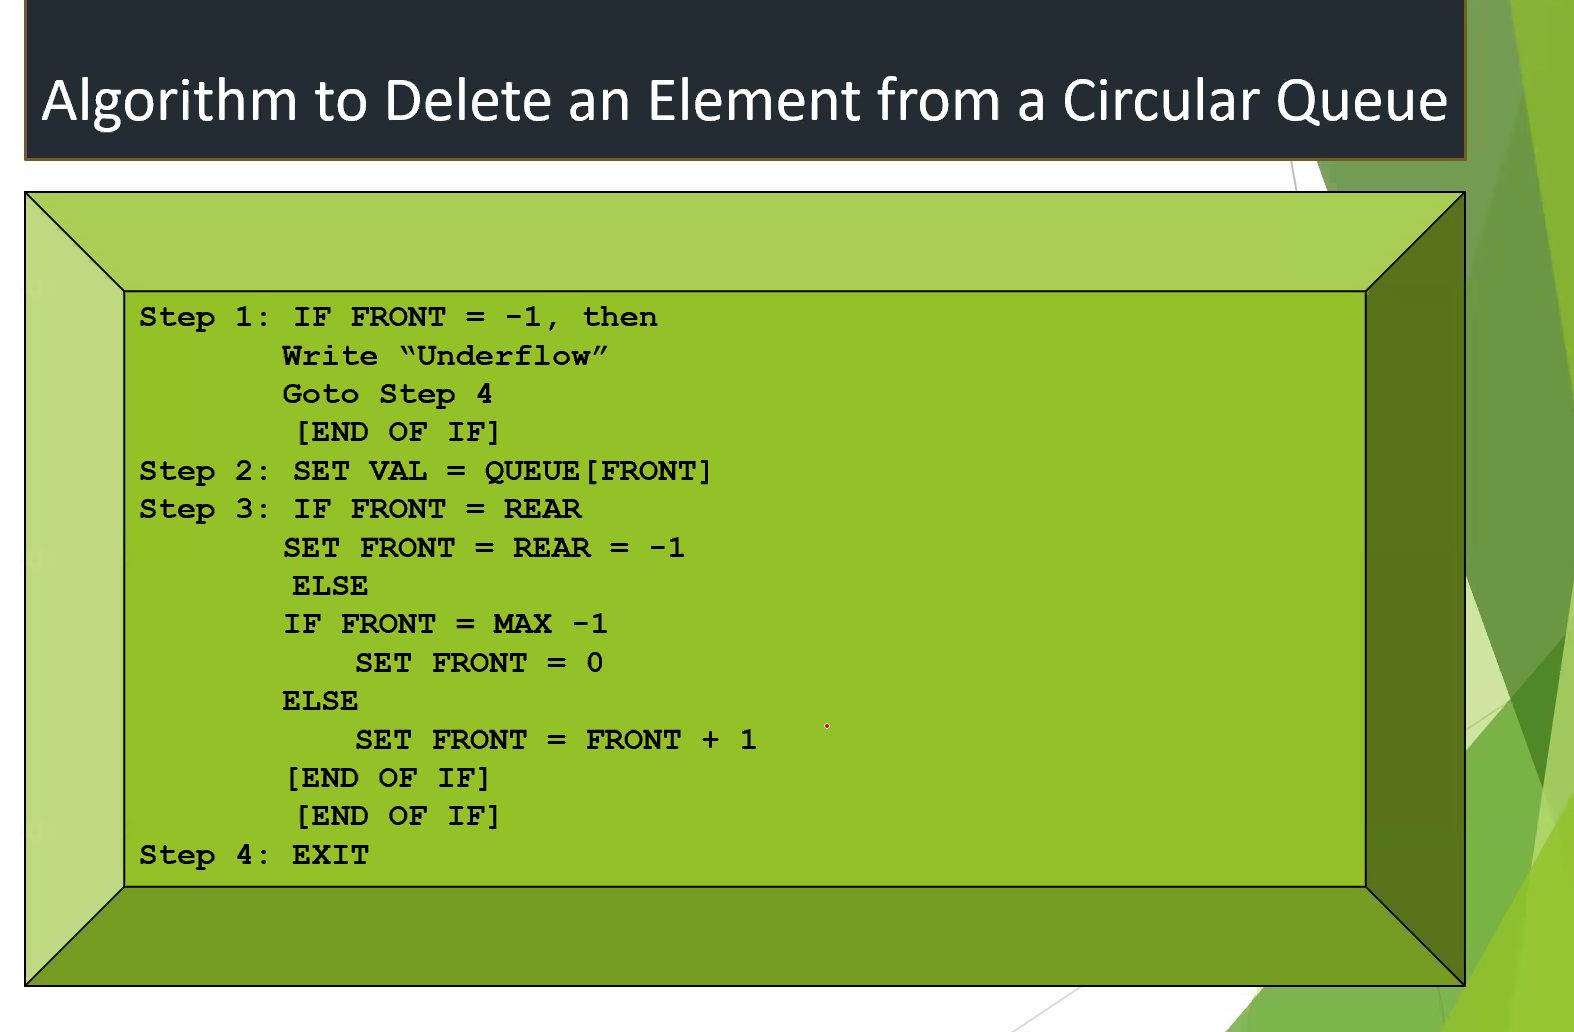 Algorithm to Delete an Element from a Circular Queue
Step 1: IF FRONT = -1, then
Write “Underflow”
Goto Step 4
[END OF IF]
Step 2: SET VAL = QUEUE[FRONT]
Step 3: IF FRONT = REAR
SET FRONT = REAR = -1
ELSE
IF FRONT = MAX -1
SET FRONT = 0
ELSE
SET FRONT = FRONT + 1
[END OF IF]
[END OF IF]
Step 4: EXIT